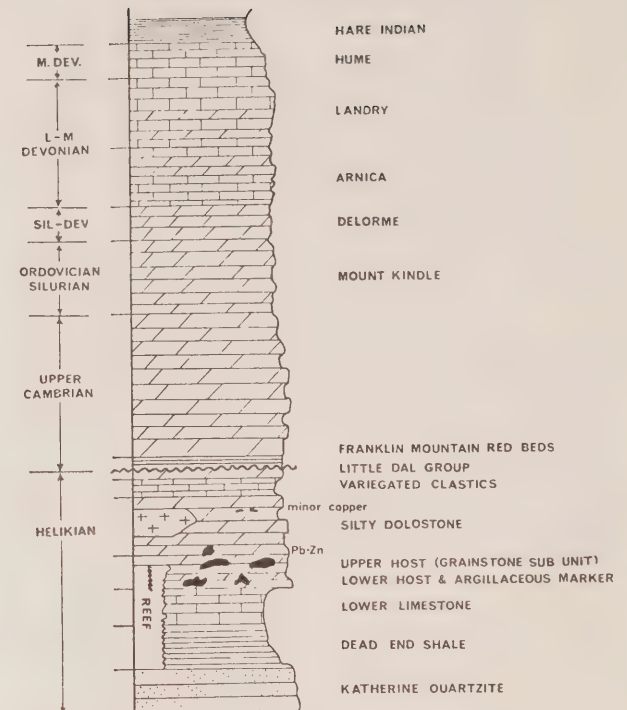 HARE INDIAN
M. DEV.
HUME
L-M
DEVONIAN
LANDRY
ARNICA
SIL-DEV
DELORME
ORDOVICIAN
SILURIAN
MOUNT KINDLE
UPPER
CAMBRIAN
FRANKLIN MOUNTAIN RED BEDS
LITTLE DAL GROUP
VARIEGATED CLASTICS
HELIKIAN
minor copper
SILTY DOLOSTONE
Pb-Zn
UPPER HOST (GRAINSTONE SUB UNIT)
LOWER HOST & ARGILLACEOUS MARKER
REEF
LOWER LIMESTONE
DEAD END SHALE
KATHERINE QUARTZITE